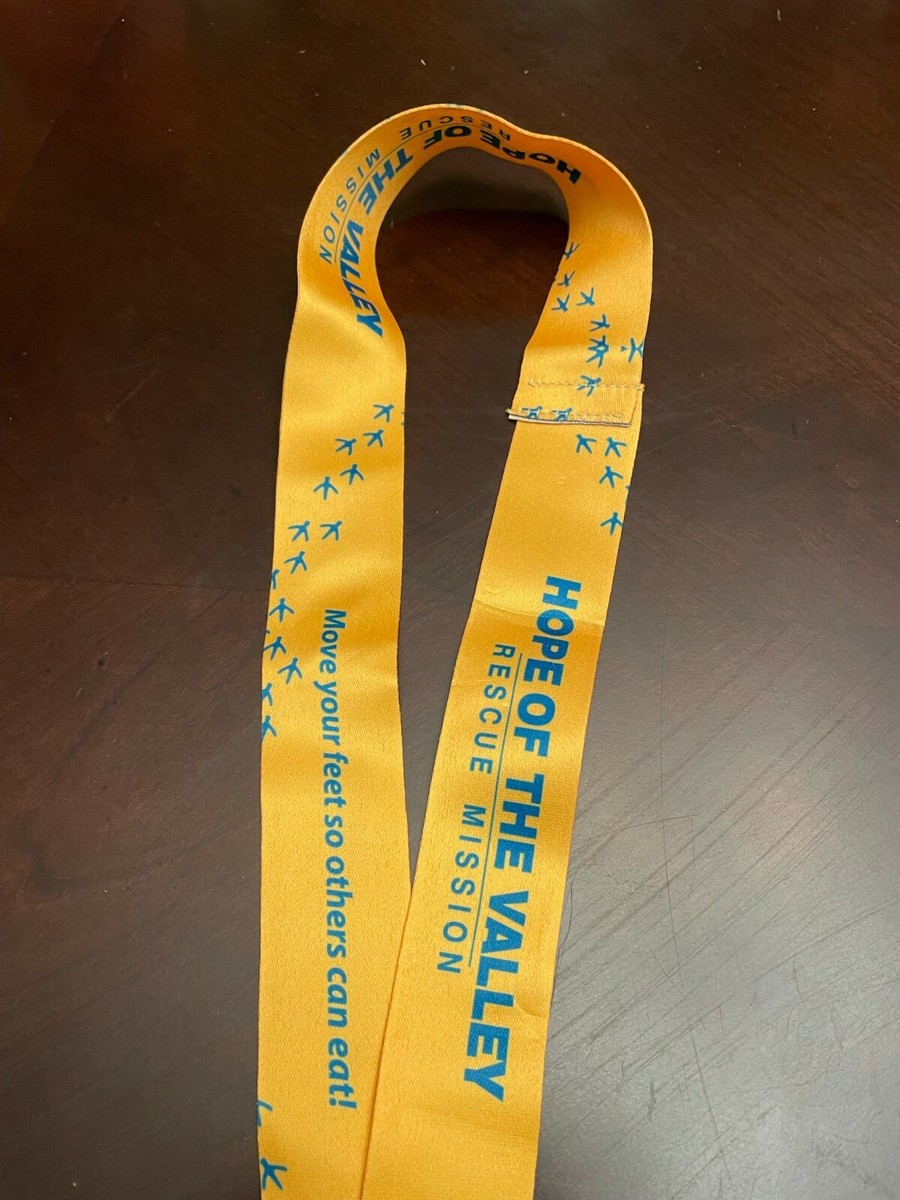 HOPE OF THE VALLEY
RESCUE MISSION
Move your feet so others can eat!
HOPE OF THE VALLEY
RESCUE MISSION